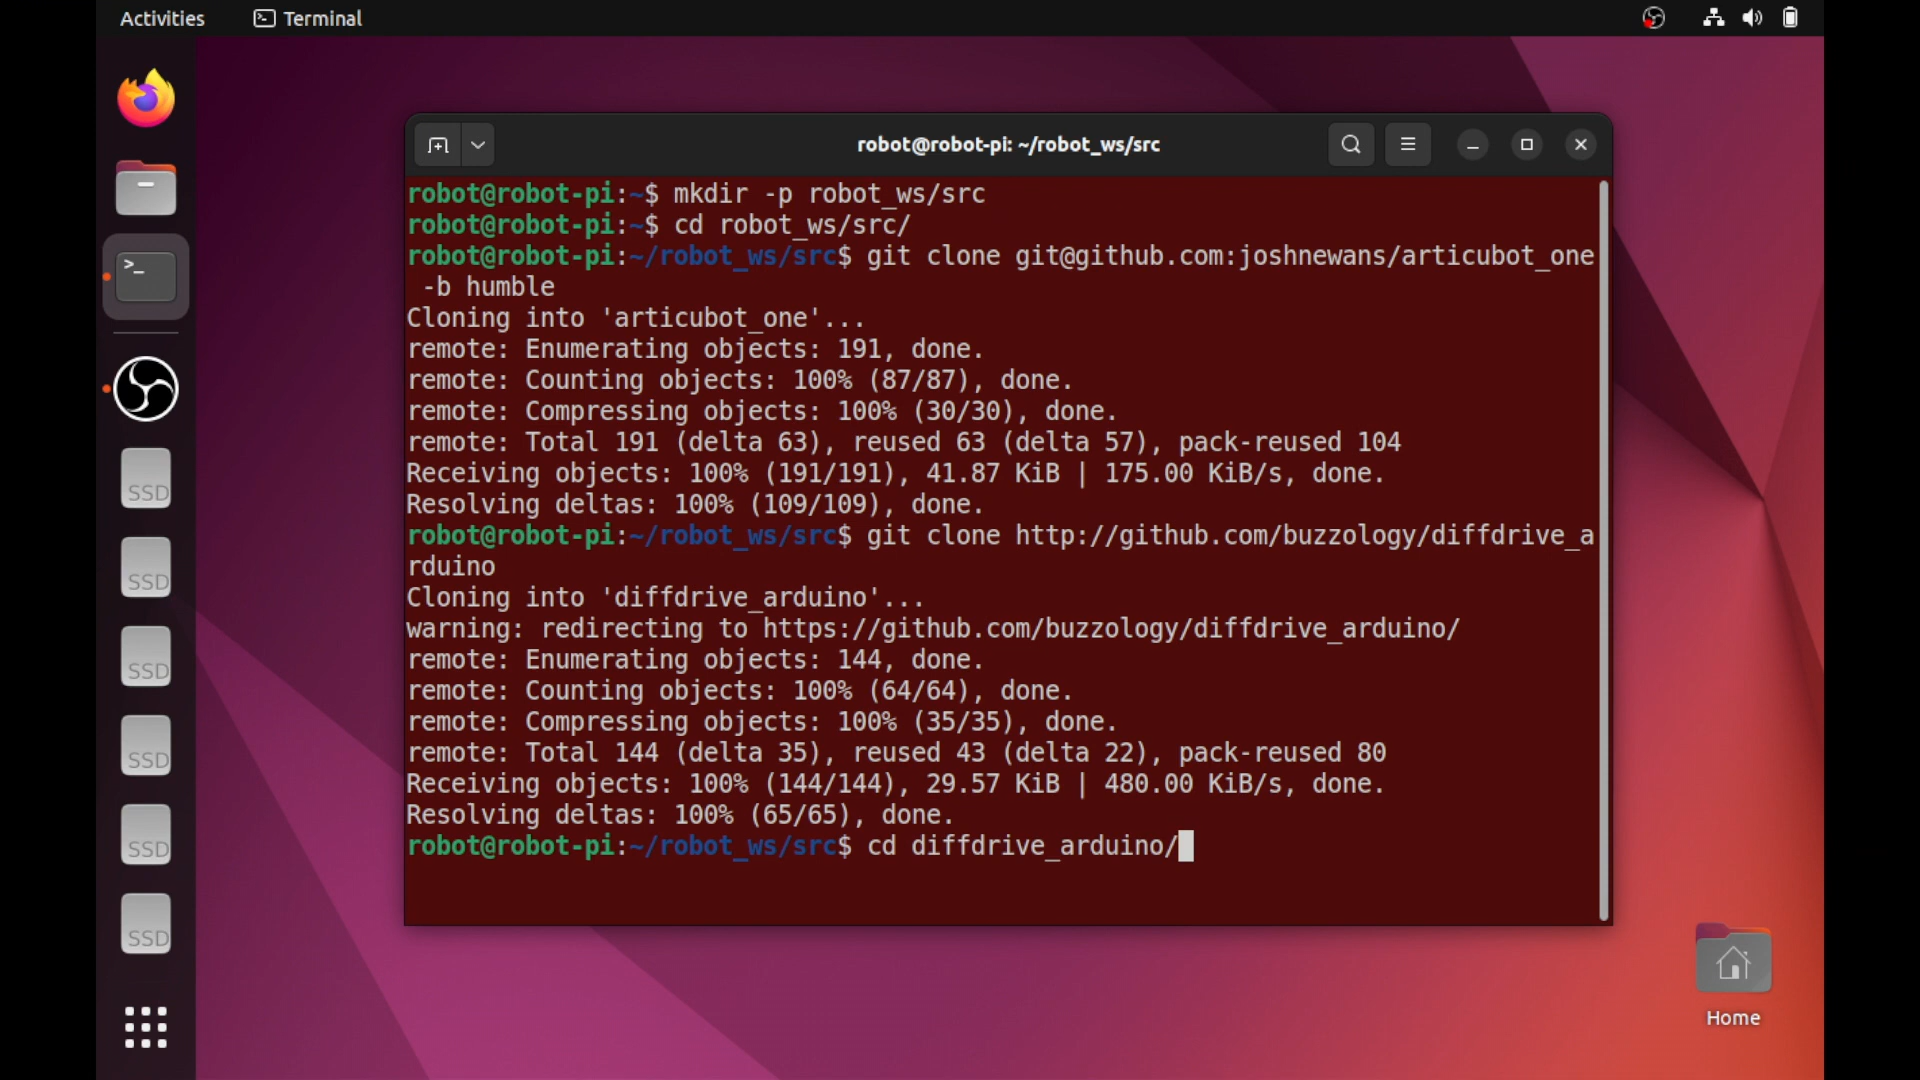 Activities
Terminal
robot@robot-pi: ~/robot_ws/src
robot@robot-pi:~$ mkdir -p robot_ws/src
robot@robot-pi:~$ cd robot_ws/src/
robot@robot-pi:~/robot_ws/src$ git clone git@github.com:joshnewans/articubot_one
-b humble
Cloning into 'articubot_one'...
remote: Enumerating objects: 191, done.
remote: Counting objects: 100% (87/87), done.
remote: Compressing objects: 100% (30/30), done.
remote: Total 191 (delta 63), reused 63 (delta 57), pack-reused 104
Receiving objects: 100% (191/191), 41.87 KiB | 175.00 KiB/s, done.
Resolving deltas: 100% (109/109), done.
robot@robot-pi:~/robot_ws/src$ git clone http://github.com/buzzology/diffdrive_a
rduino
Cloning into 'diffdrive_arduino'...
warning: redirecting to https://github.com/buzzology/diffdrive_arduino/
remote: Enumerating objects: 144, done.
remote: Counting objects: 100% (64/64), done.
remote: Compressing objects: 100% (35/35), done.
remote: Total 144 (delta 35), reused 43 (delta 22), pack-reused 80
Receiving objects: 100% (144/144), 29.57 KiB | 480.00 KiB/s, done.
Resolving deltas: 100% (65/65), done.
robot@robot-pi:~/robot_ws/src$ cd diffdrive_arduino/
SSD
SSD
SSD
SSD
SSD
SSD
Home